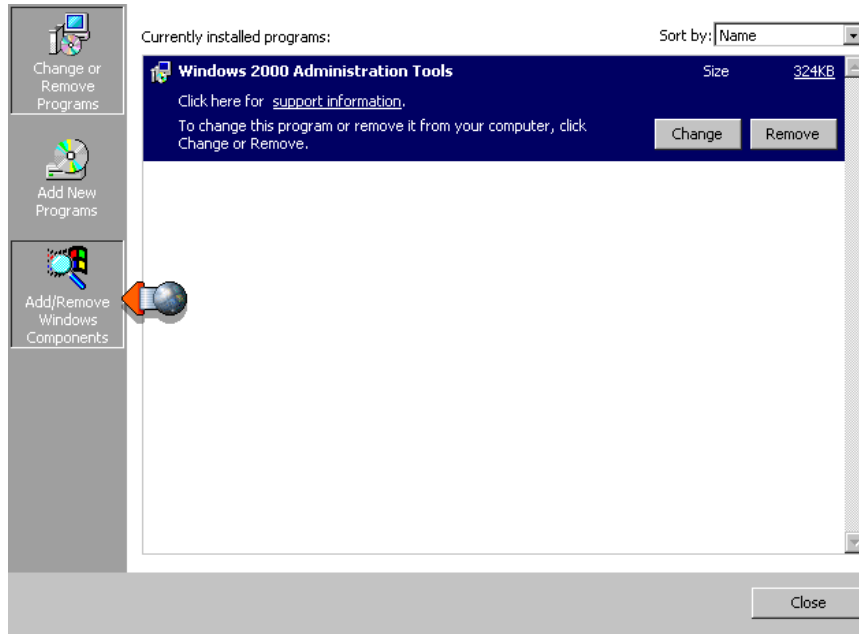 Change or
Remove
Programs
Add New
Programs
Add/Remove
Windows
Components
Currently installed programs:
Sort by: Name
Windows 2000 Administration Tools Size 324KB
Click here for support information.
To change this program or remove it from your computer, click
Change or Remove.
Change Remove
Close